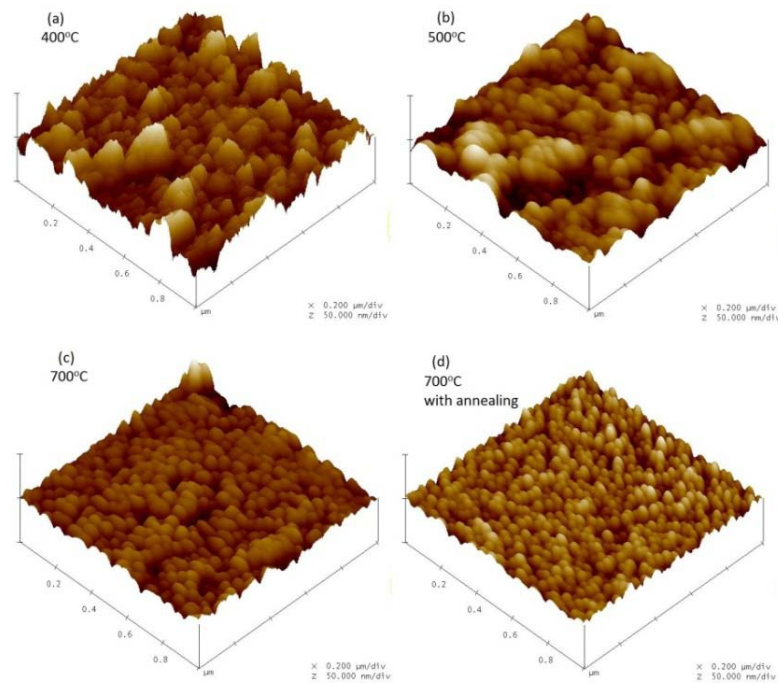 (a)
400°C
0.2
0.4
0.6
0.8
μm
X 0.200 μm/div
Z 50.000 nm/div
(b)
500°C
0.2
0.4
0.6
0.8
μm
X 0.200 μm/div
Z 50.000 nm/div
(c)
700°C
0.2
0.4
0.6
0.8
μm
X 0.200 μm/div
Z 50.000 nm/div
(d)
700°C
with annealing
0.2
0.4
0.6
0.8
μm
X 0.200 μm/div
Z 50.000 nm/div